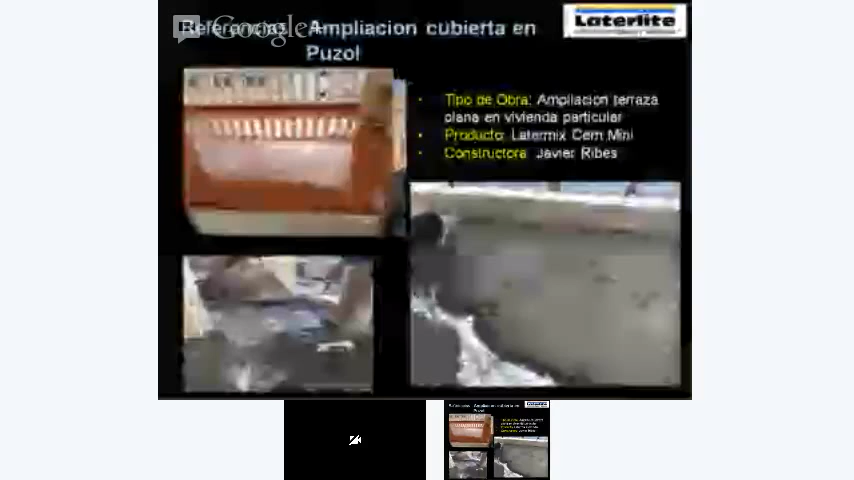 Google+
Referencias Ampliacion cubierta en
Puzol
Laterlite
Tipo de Obra: Ampliacion terraza
plana en vivienda particular
Producto: Latermix Cem Mini
Constructora: Javier Ribes